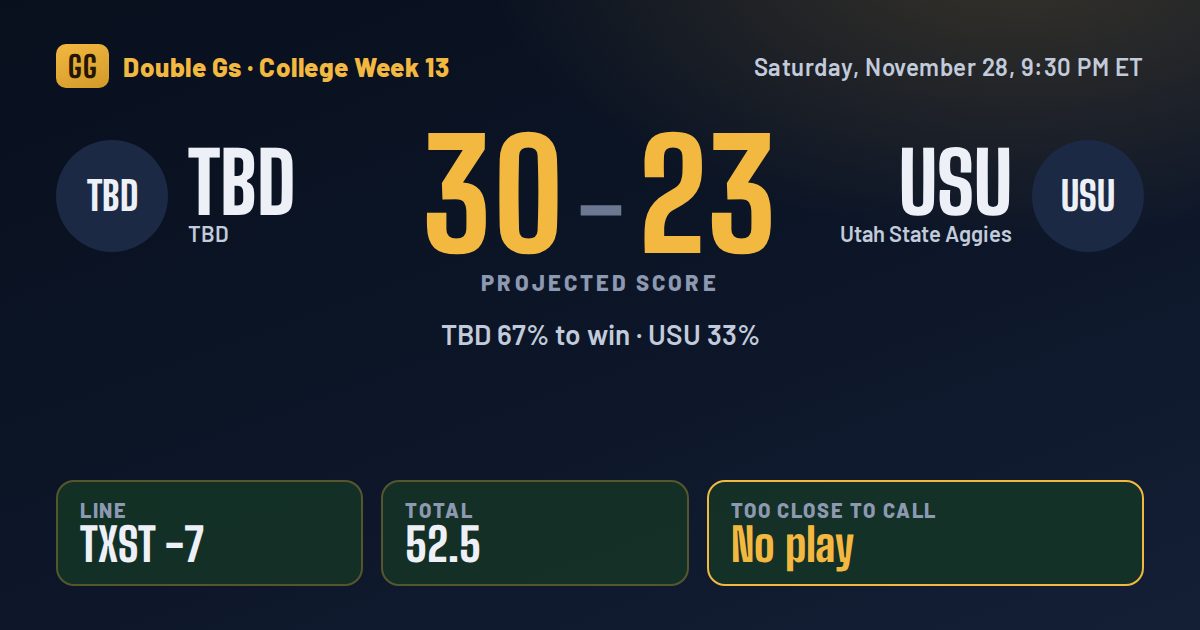 GG Double Gs · College Week 13
Saturday, November 28, 9:30 PM ET
TBD
TBD
TBD
30 – 23
PROJECTED SCORE
TBD 67% to win · USU 33%
USU
Utah State Aggies
USU
LINE
TXST −7
TOTAL
52.5
TOO CLOSE TO CALL
No play